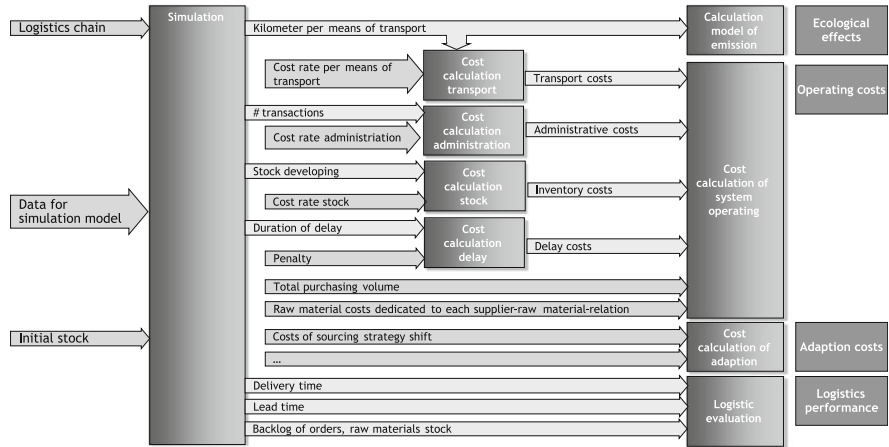 Logistics chain
Simulation
Kilometer per means of transport
Calculation
model of
emission
Ecological
effects
Cost rate per means of
transport
Cost
calculation
transport
Transport costs
Operating costs
# transactions
Cost rate administriation
Cost
calculation
administration
Administrative costs
Stock developing
Cost rate stock
Cost
calculation
stock
Inventory costs
Cost
calculation of
system
operating
Data for
simulation model
Duration of delay
Penalty
Cost
calculation
delay
Delay costs
Total purchasing volume
Raw material costs dedicated to each supplier-raw material-relation
Initial stock
Costs of sourcing strategy shift
...
Cost
calculation of
adaption
Adaption costs
Delivery time
Lead time
Backlog of orders, raw materials stock
Logistic
evaluation
Logistics
performance